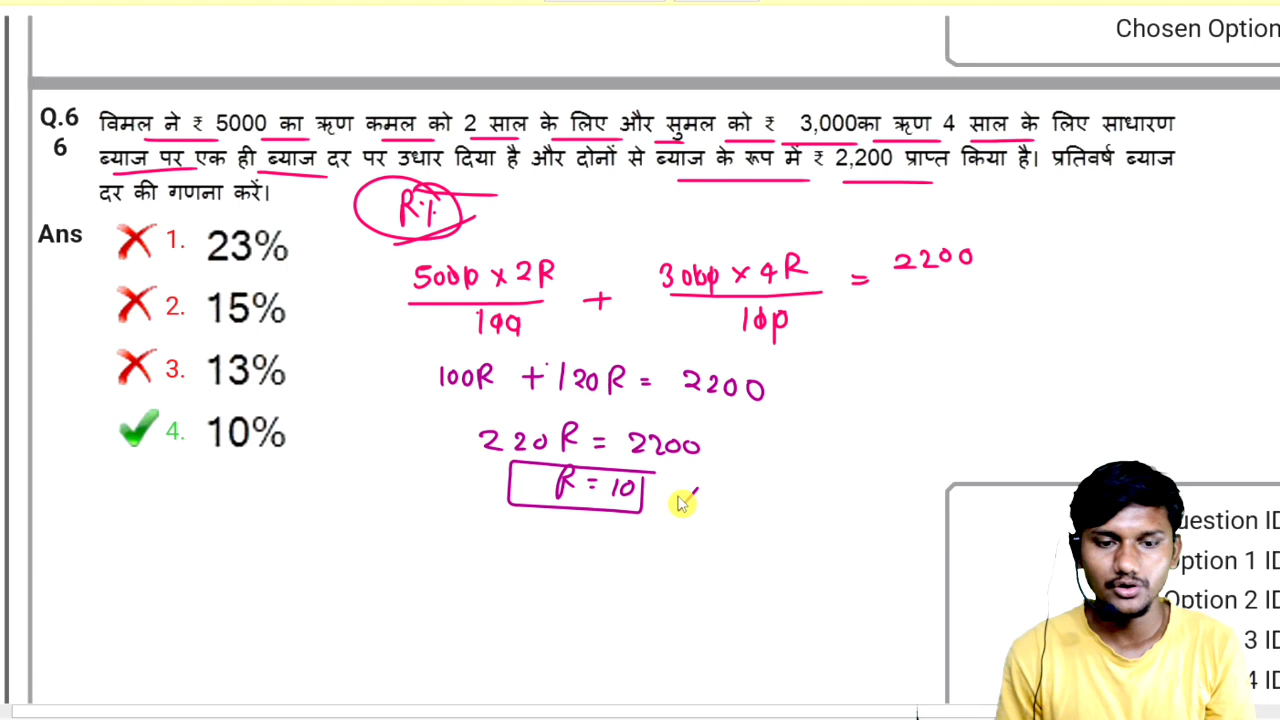 Chosen Option
Q.6
6
विमल ने ₹ 5000 का ऋण कमल को 2 साल के लिए और सुमल को ₹ 3,000का ऋण 4 साल के लिए साधारण
ब्याज पर एक ही ब्याज दर पर उधार दिया है और दोनों से ब्याज के रूप में ₹ 2,200 प्राप्त किया है। प्रतिवर्ष ब्याज
दर की गणना करें।
R%
Ans
1. 23%
2. 15%
3. 13%
4. 10%
5000 × 2R / 100 + 3000 × 4R / 100 = 2200
100R + 120R = 2200
220R = 2200
R = 10
uestion ID
ption 1 ID
Option 2 ID
3 ID
4 ID